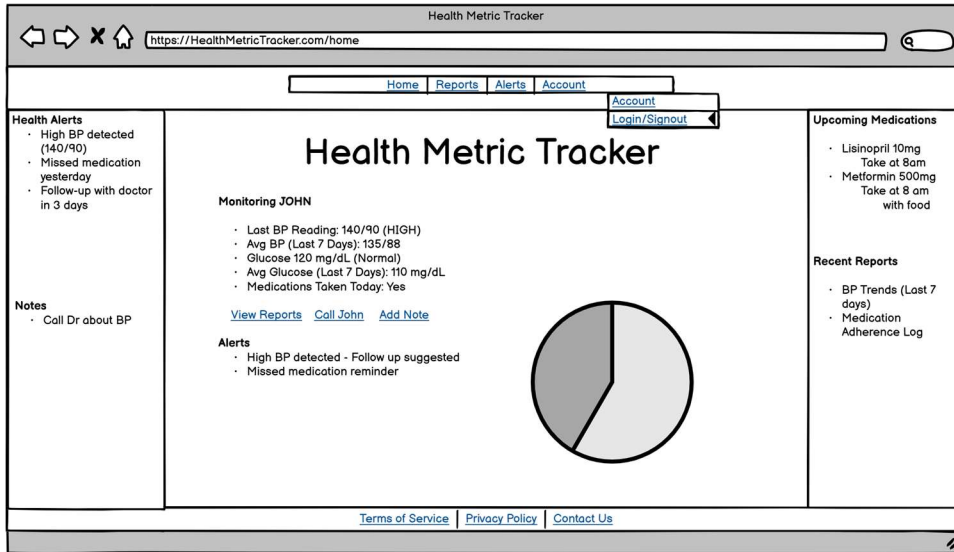 Health Metric Tracker
https://HealthMetricTracker.com/home
Home Reports Alerts Account
Account
Login/Signout
Health Alerts
· High BP detected
(140/90)
· Missed medication
yesterday
· Follow-up with doctor
in 3 days
Notes
· Call Dr about BP
Health Metric Tracker
Monitoring JOHN
· Last BP Reading: 140/90 (HIGH)
· Avg BP (Last 7 Days): 135/88
· Glucose 120 mg/dL (Normal)
· Avg Glucose (Last 7 Days): 110 mg/dL
· Medications Taken Today: Yes
View Reports Call John Add Note
Alerts
· High BP detected - Follow up suggested
· Missed medication reminder
Upcoming Medications
· Lisinopril 10mg
Take at 8am
· Metformin 500mg
Take at 8 am
with food
Recent Reports
· BP Trends (Last 7
days)
· Medication
Adherence Log
Terms of Service Privacy Policy Contact Us